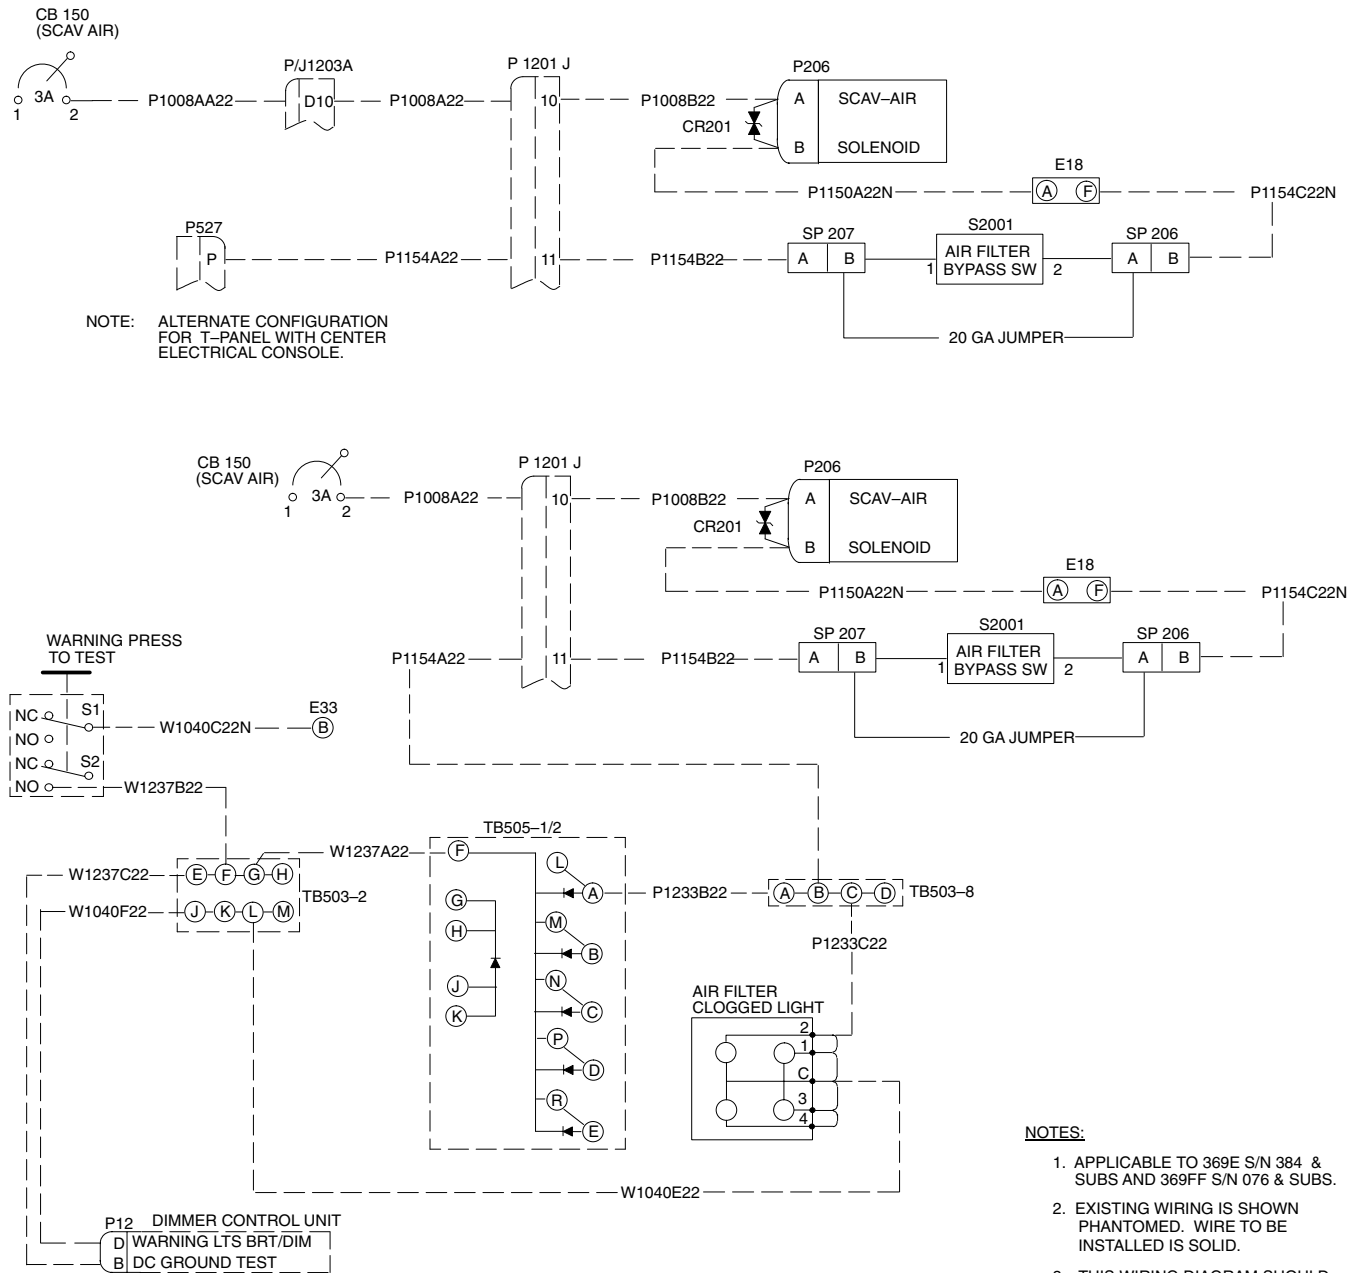 CB 150
(SCAV AIR)
3A
1
2
P1008AA22
P/J1203A
D10
P1008A22
P 1201 J
10
P1008B22
CR201
P206
A
SCAV–AIR
B
SOLENOID
E18
P1150A22N
A F
P1154C22N
P527
P
P1154A22
11
P1154B22
SP 207
A B
S2001
AIR FILTER
BYPASS SW
1
2
SP 206
A B
20 GA JUMPER
NOTE: ALTERNATE CONFIGURATION
FOR T–PANEL WITH CENTER
ELECTRICAL CONSOLE.
CB 150
(SCAV AIR)
3A
1
2
P1008A22
P 1201 J
10
P1008B22
CR201
P206
A
SCAV–AIR
B
SOLENOID
E18
P1150A22N
A F
P1154C22N
P1154A22
11
P1154B22
SP 207
A B
S2001
AIR FILTER
BYPASS SW
1
2
SP 206
A B
20 GA JUMPER
WARNING PRESS
TO TEST
NC
S1
NO
NC
S2
NO
W1040C22N
E33
B
W1237B22
TB505–1/2
W1237A22
W1237C22
E F G H
TB503–2
W1040F22
J K L M
F
G
H
J
K
L
A
M
B
N
C
P
D
R
E
P1233B22
A B C D
TB503–8
P1233C22
AIR FILTER
CLOGGED LIGHT
2
1
C
3
4
W1040E22
P12 DIMMER CONTROL UNIT
D WARNING LTS BRT/DIM
B DC GROUND TEST
NOTES:
1. APPLICABLE TO 369E S/N 384 &
SUBS AND 369FF S/N 076 & SUBS.
2. EXISTING WIRING IS SHOWN
PHANTOMED. WIRE TO BE
INSTALLED IS SOLID.